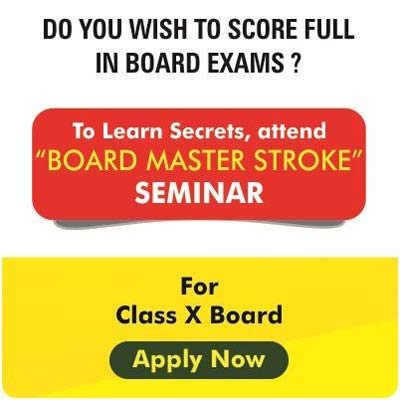 DO YOU WISH TO SCORE FULL
IN BOARD EXAMS ?
To Learn Secrets, attend
“BOARD MASTER STROKE”
SEMINAR
For
Class X Board
Apply Now